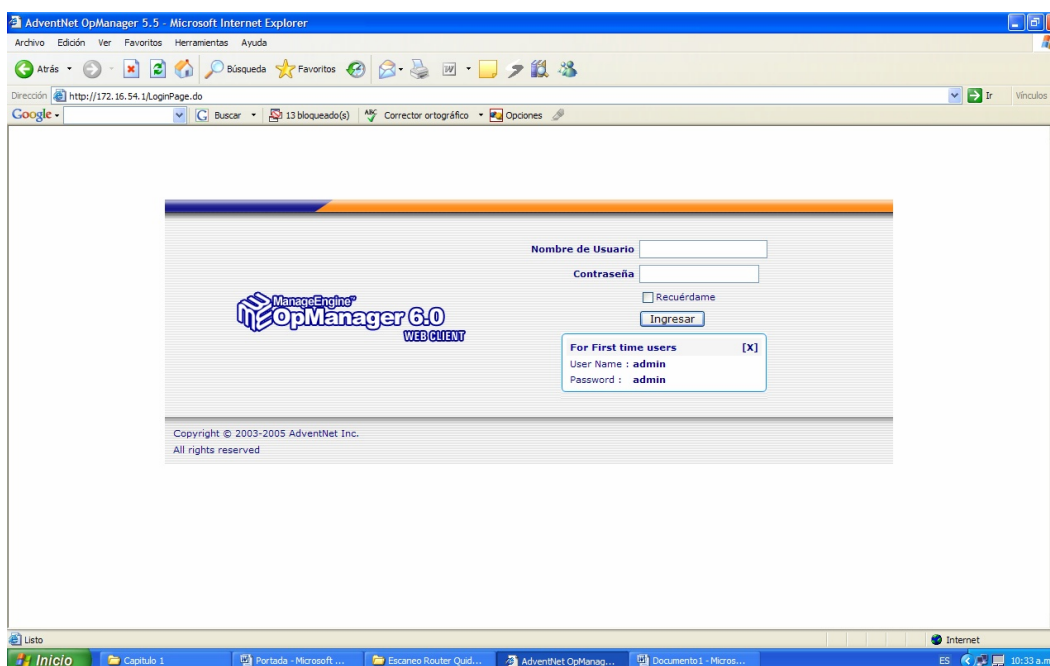 AdventNet OpManager 5.5 - Microsoft Internet Explorer
Archivo Edición Ver Favoritos Herramientas Ayuda
Atrás Búsqueda Favoritos
Dirección http://172.16.54.1/LoginPage.do Ir Vínculos
Google Buscar 13 bloqueado(s) ABC Corrector ortográfico Opciones
Nombre de Usuario
Contraseña
Recuérdame
ManageEngine™
OpManager 6.0
WEB CLIENT
Ingresar
For First time users [X]
User Name : admin
Password : admin
Copyright © 2003-2005 AdventNet Inc.
All rights reserved
Listo Internet
Inicio Capitulo 1 Portada - Microsoft ... Escaneo Router Quid... AdventNet OpManag... Documento1 - Micros... ES 10:33 a.m